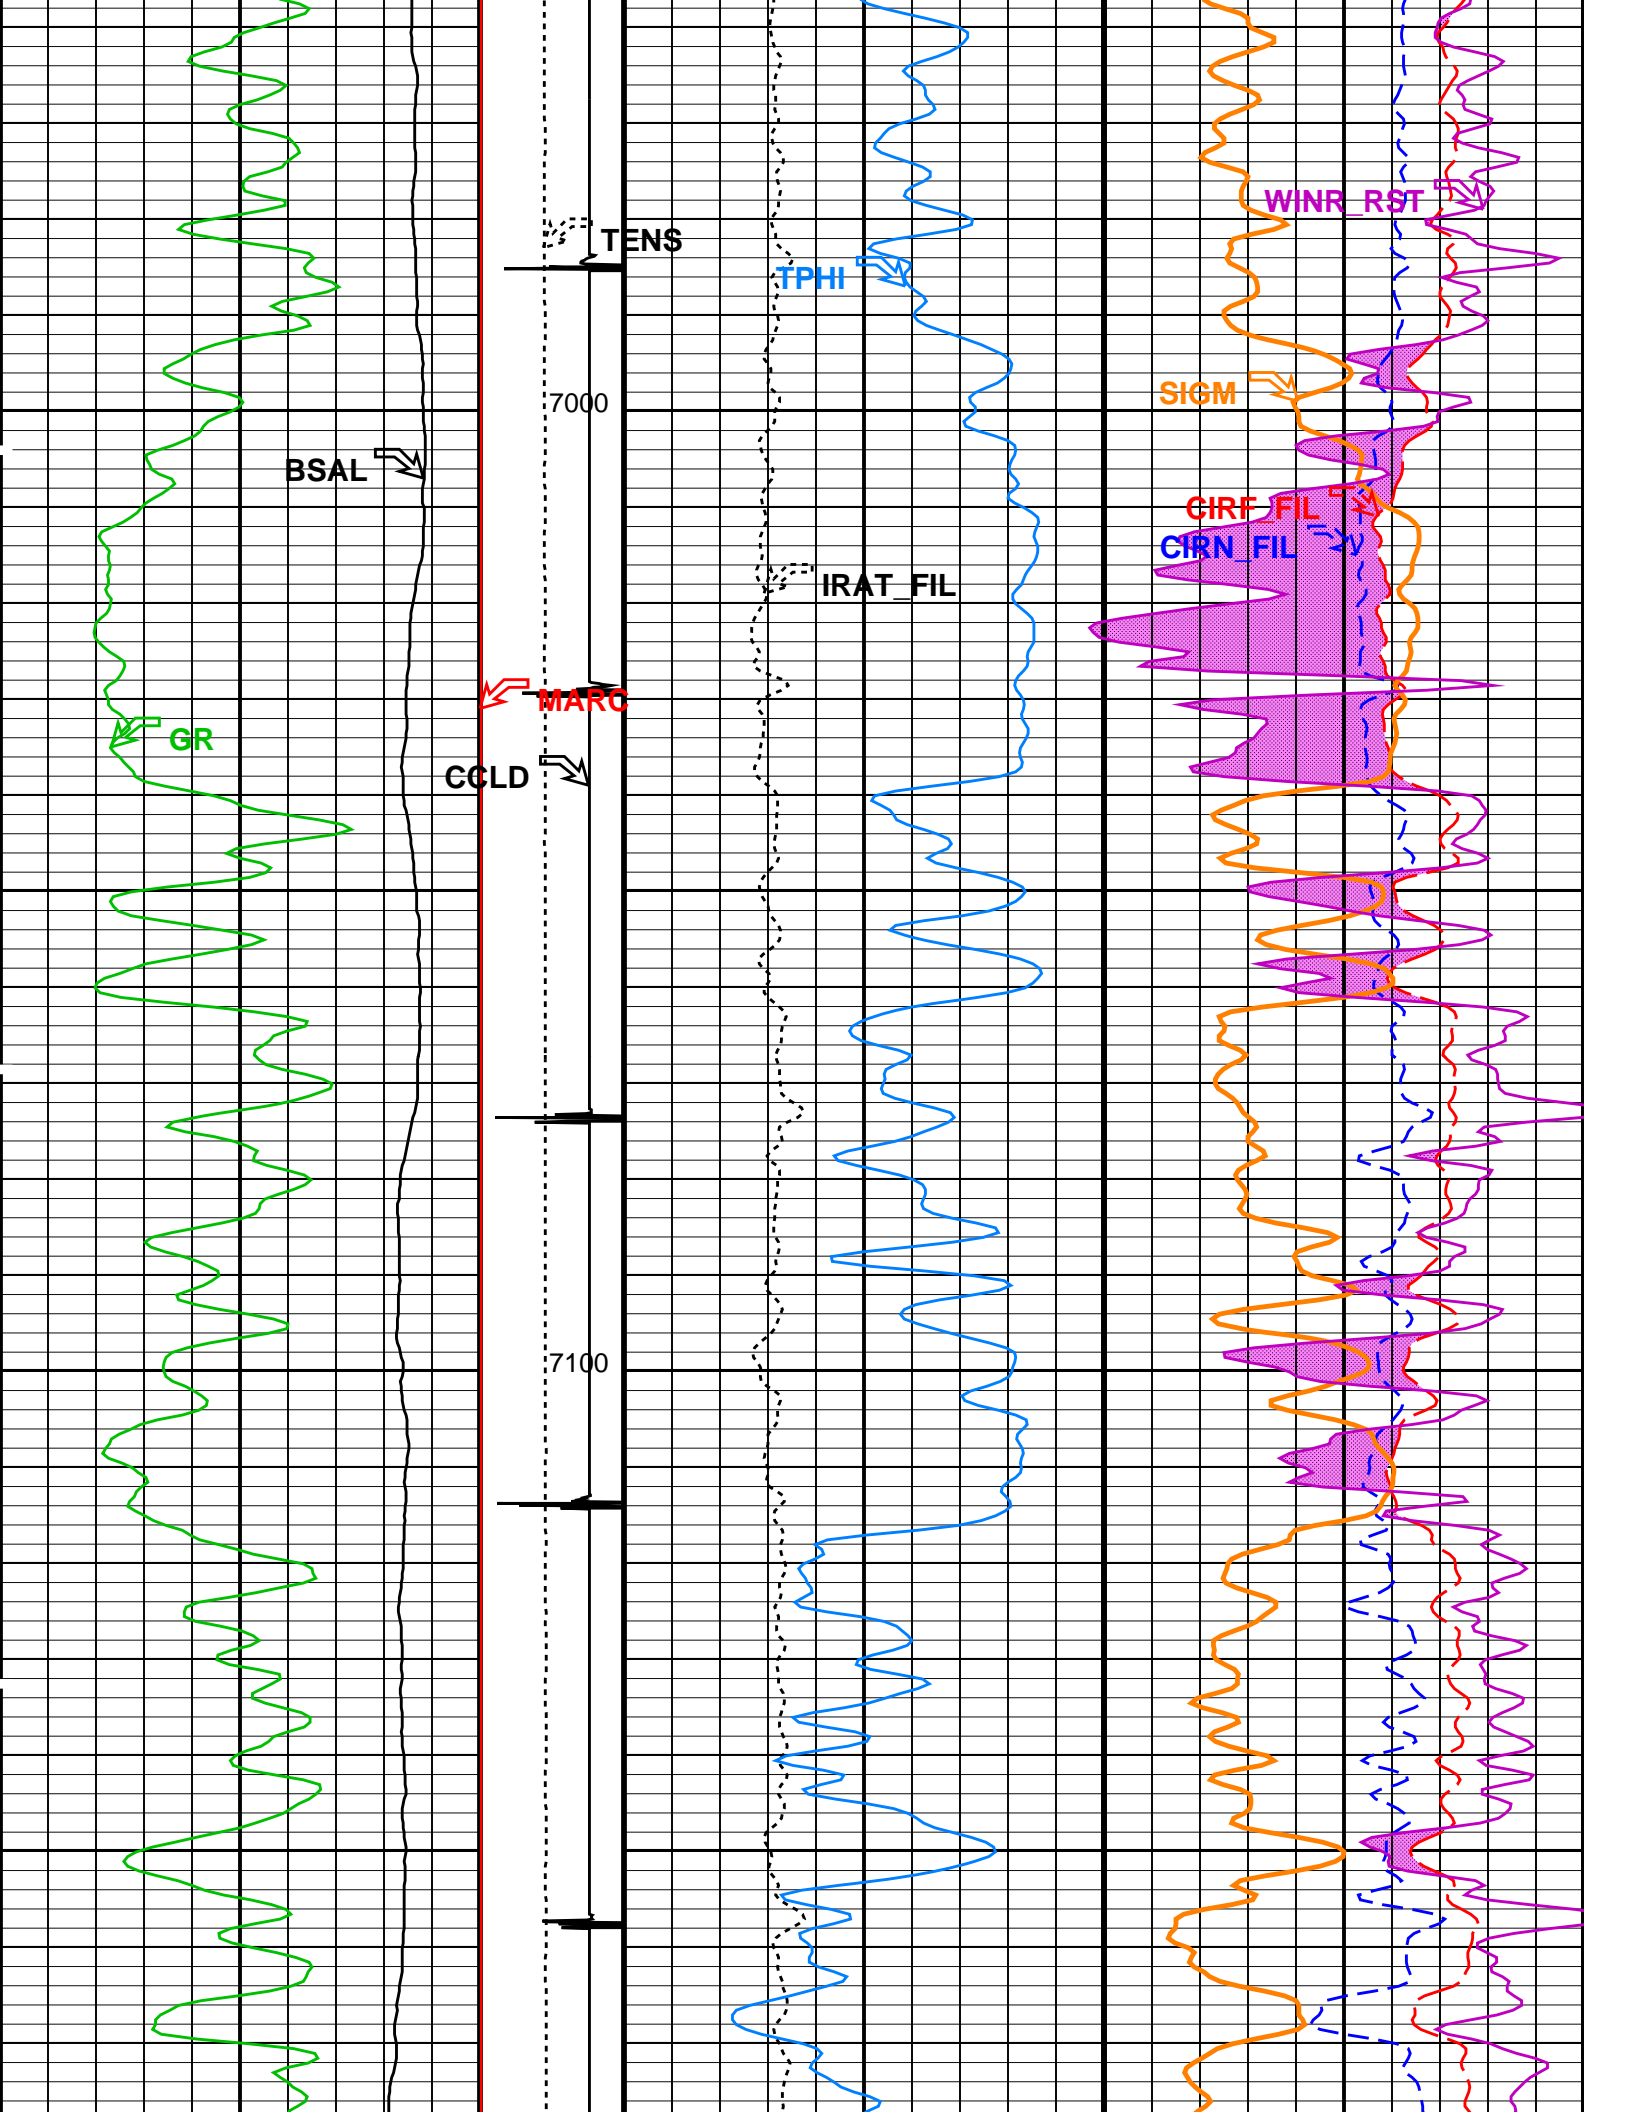 WINR_RST
TENS
TPHI
SIGM
7000
BSAL
CIRF_FIL
CIRN_FIL
IRAT_FIL
MARC
GR
CCLD
7100